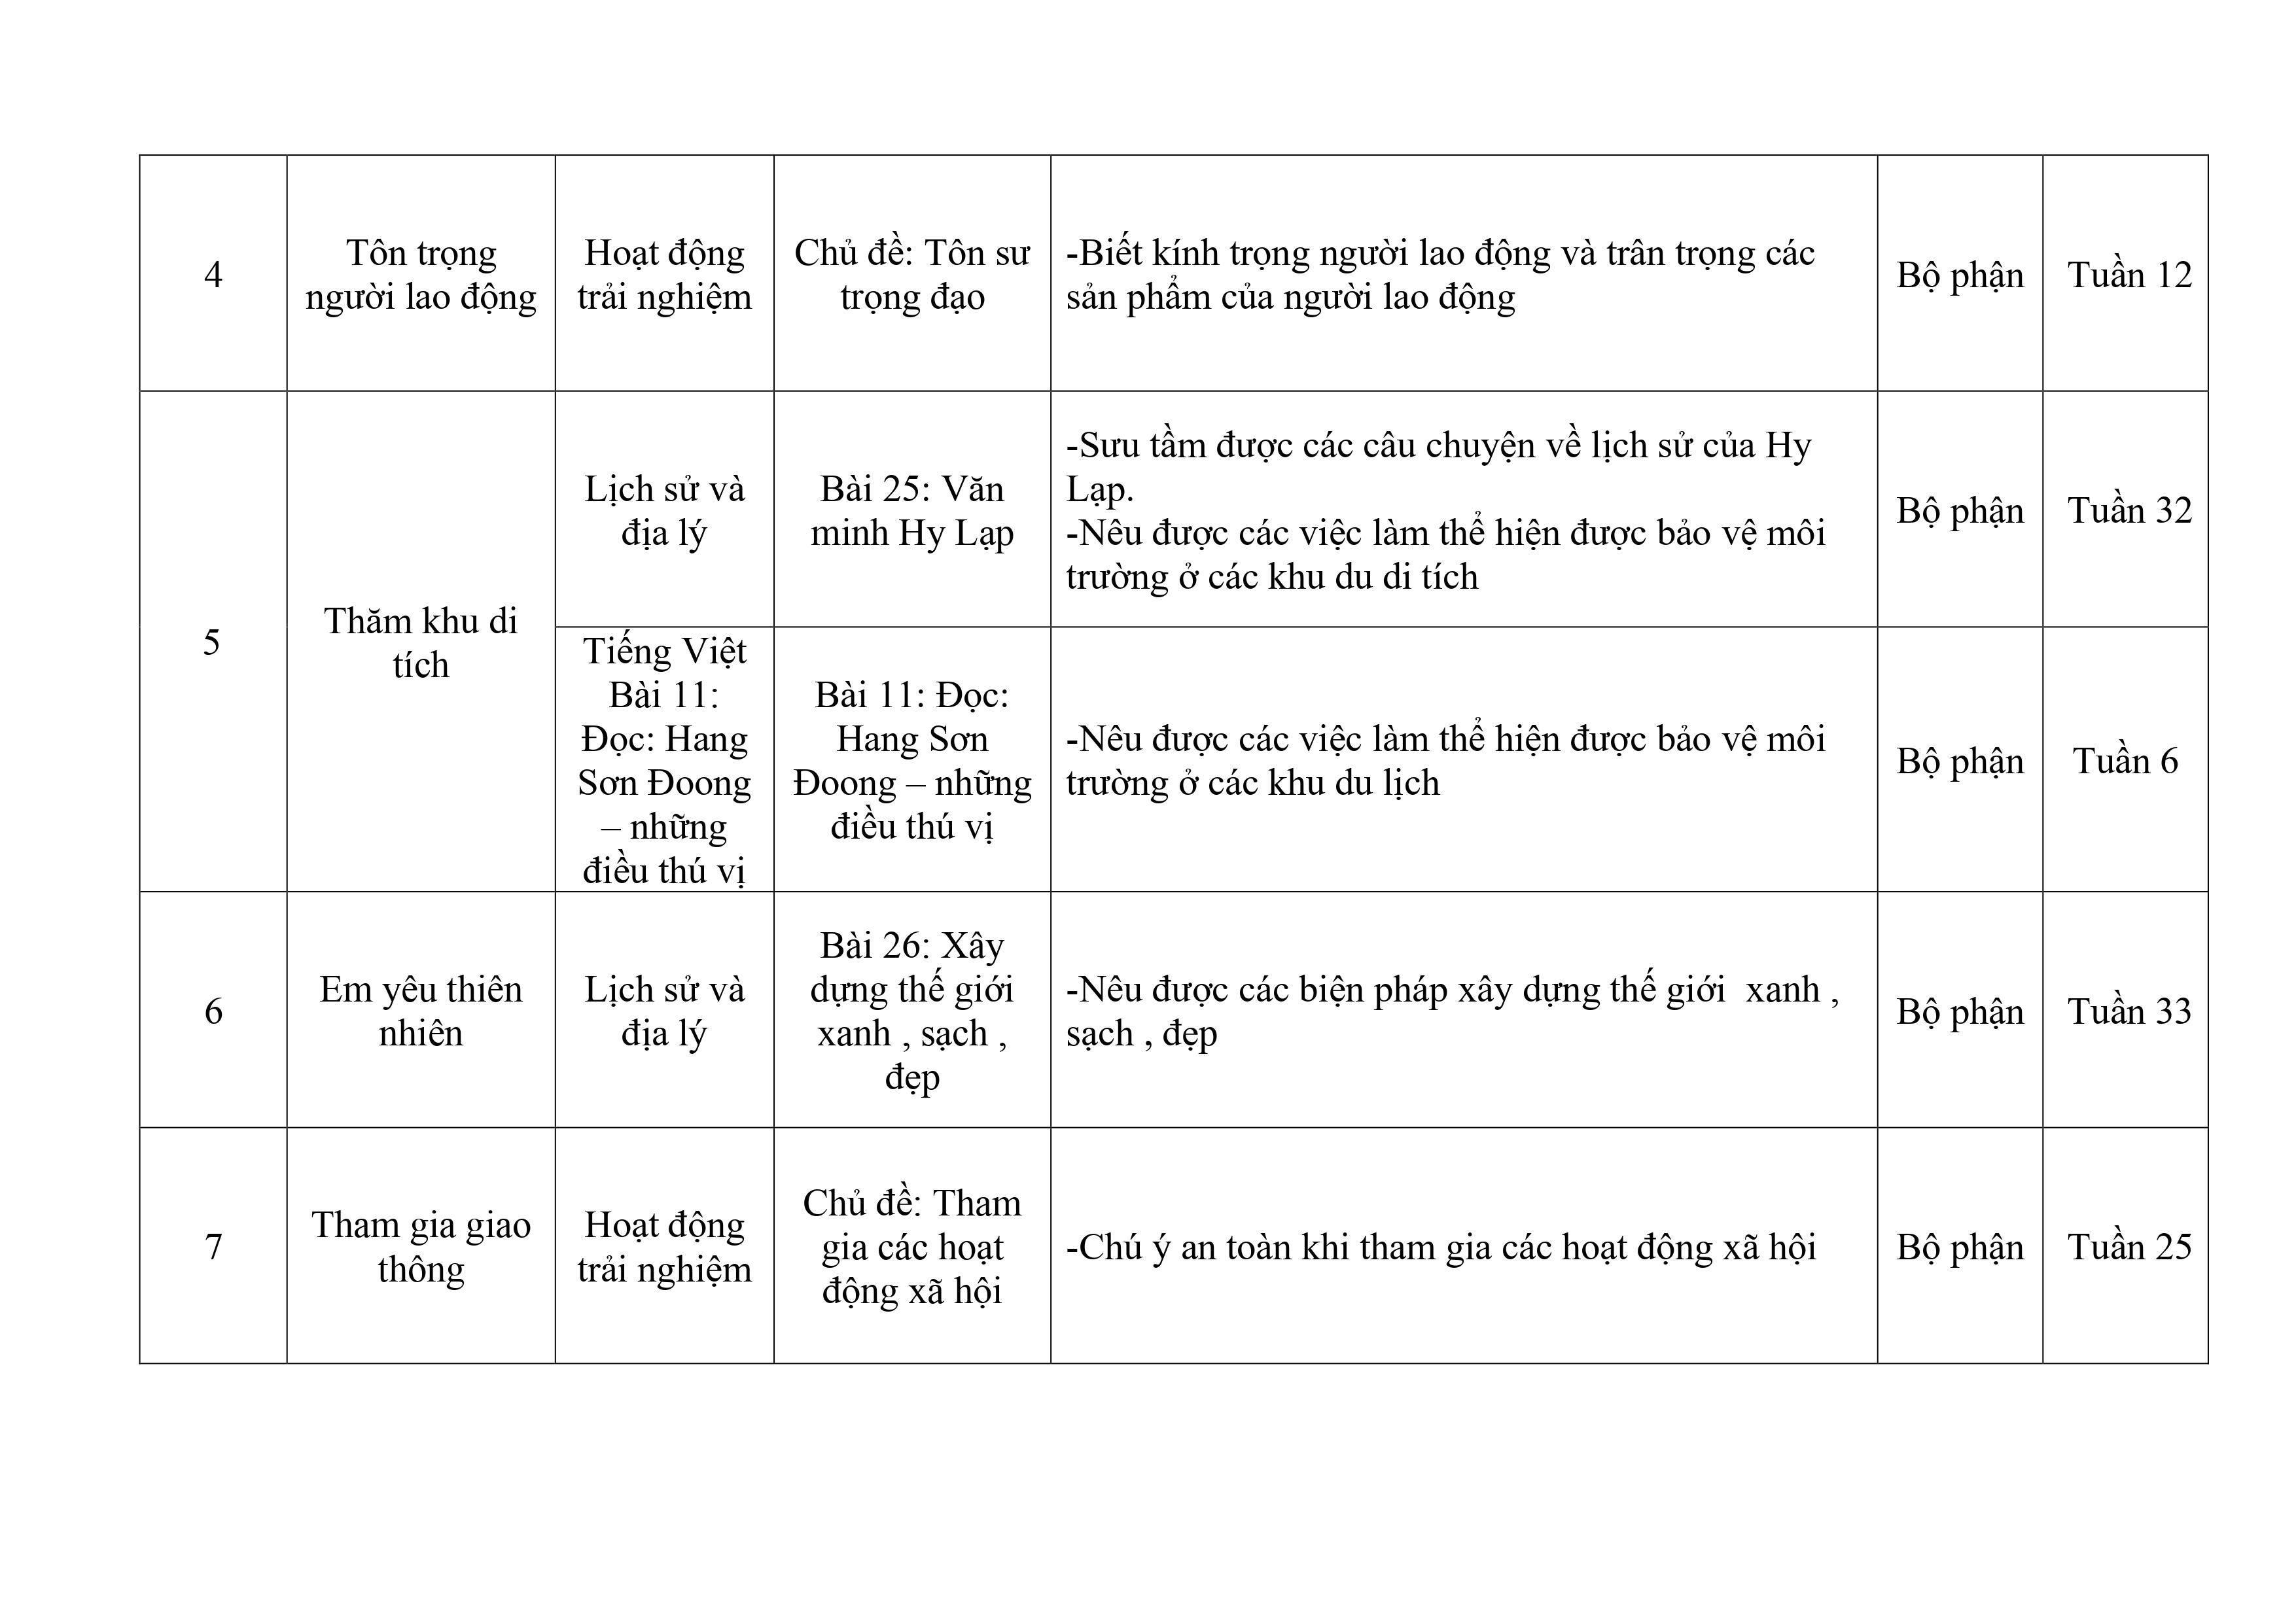 4
Tôn trọng
người lao động
Hoạt động
trải nghiệm
Chủ đề: Tôn sư
trọng đạo
-Biết kính trọng người lao động và trân trọng các
sản phẩm của người lao động
Bộ phận
Tuần 12
5
Thăm khu di
tích
Lịch sử và
địa lý
Bài 25: Văn
minh Hy Lạp
-Sưu tầm được các câu chuyện về lịch sử của Hy
Lạp.
-Nêu được các việc làm thể hiện được bảo vệ môi
trường ở các khu du di tích
Bộ phận
Tuần 32
Tiếng Việt
Bài 11:
Đọc: Hang
Sơn Đoong
– những
điều thú vị
Bài 11: Đọc:
Hang Sơn
Đoong – những
điều thú vị
-Nêu được các việc làm thể hiện được bảo vệ môi
trường ở các khu du lịch
Bộ phận
Tuần 6
6
Em yêu thiên
nhiên
Lịch sử và
địa lý
Bài 26: Xây
dựng thế giới
xanh , sạch ,
đẹp
-Nêu được các biện pháp xây dựng thế giới  xanh ,
sạch , đẹp
Bộ phận
Tuần 33
7
Tham gia giao
thông
Hoạt động
trải nghiệm
Chủ đề: Tham
gia các hoạt
động xã hội
-Chú ý an toàn khi tham gia các hoạt động xã hội
Bộ phận
Tuần 25